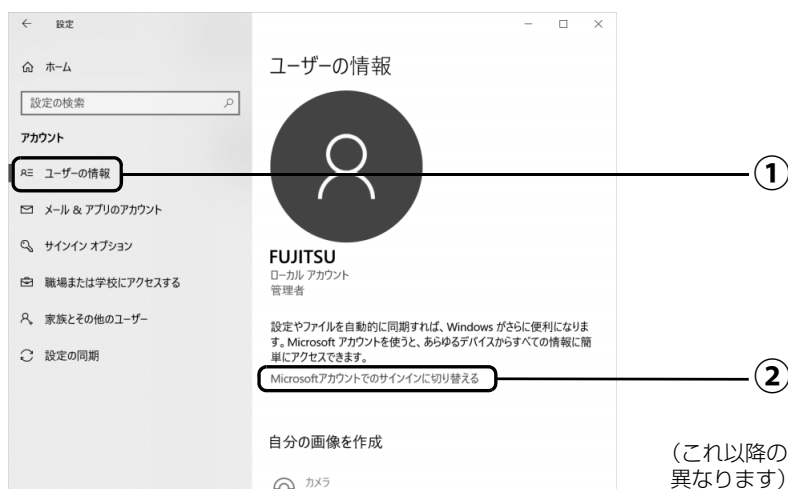 設定
ホーム
設定の検索
アカウント
ユーザーの情報
メール & アプリのアカウント
サインイン オプション
職場または学校にアクセスする
家族とその他のユーザー
設定の同期
ユーザーの情報
FUJITSU
ローカル アカウント
管理者
設定やファイルを自動的に同期すれば、Windows がさらに便利になりま
す。Microsoft アカウントを使うと、あらゆるデバイスからすべての情報に簡
単にアクセスできます。
Microsoftアカウントでのサインインに切り替える
自分の画像を作成
カメラ
①
②
（これ以降の
異なります）